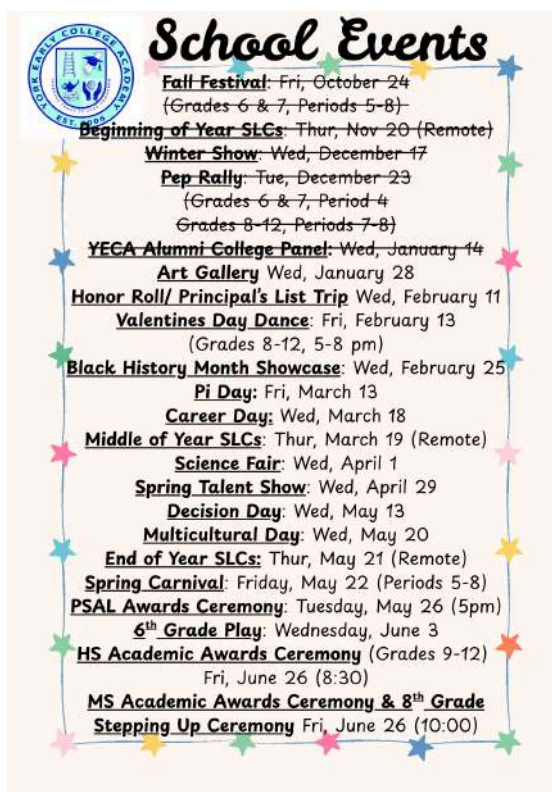 School Events
YORK EARLY COLLEGE ACADEMY
EST. 2006
Fall Festival: Fri, October 24
(Grades 6 & 7, Periods 5-8)
Beginning of Year SLCs: Thur, Nov 20 (Remote)
Winter Show: Wed, December 17
Pep Rally: Tue, December 23
(Grades 6 & 7, Period 4
Grades 8-12, Periods 7-8)
YECA Alumni College Panel: Wed, January 14
Art Gallery Wed, January 28
Honor Roll/ Principal's List Trip Wed, February 11
Valentines Day Dance: Fri, February 13
(Grades 8-12, 5-8 pm)
Black History Month Showcase: Wed, February 25
Pi Day: Fri, March 13
Career Day: Wed, March 18
Middle of Year SLCs: Thur, March 19 (Remote)
Science Fair: Wed, April 1
Spring Talent Show: Wed, April 29
Decision Day: Wed, May 13
Multicultural Day: Wed, May 20
End of Year SLCs: Thur, May 21 (Remote)
Spring Carnival: Friday, May 22 (Periods 5-8)
PSAL Awards Ceremony: Tuesday, May 26 (5pm)
6th Grade Play: Wednesday, June 3
HS Academic Awards Ceremony (Grades 9-12)
Fri, June 26 (8:30)
MS Academic Awards Ceremony & 8th Grade
Stepping Up Ceremony Fri, June 26 (10:00)